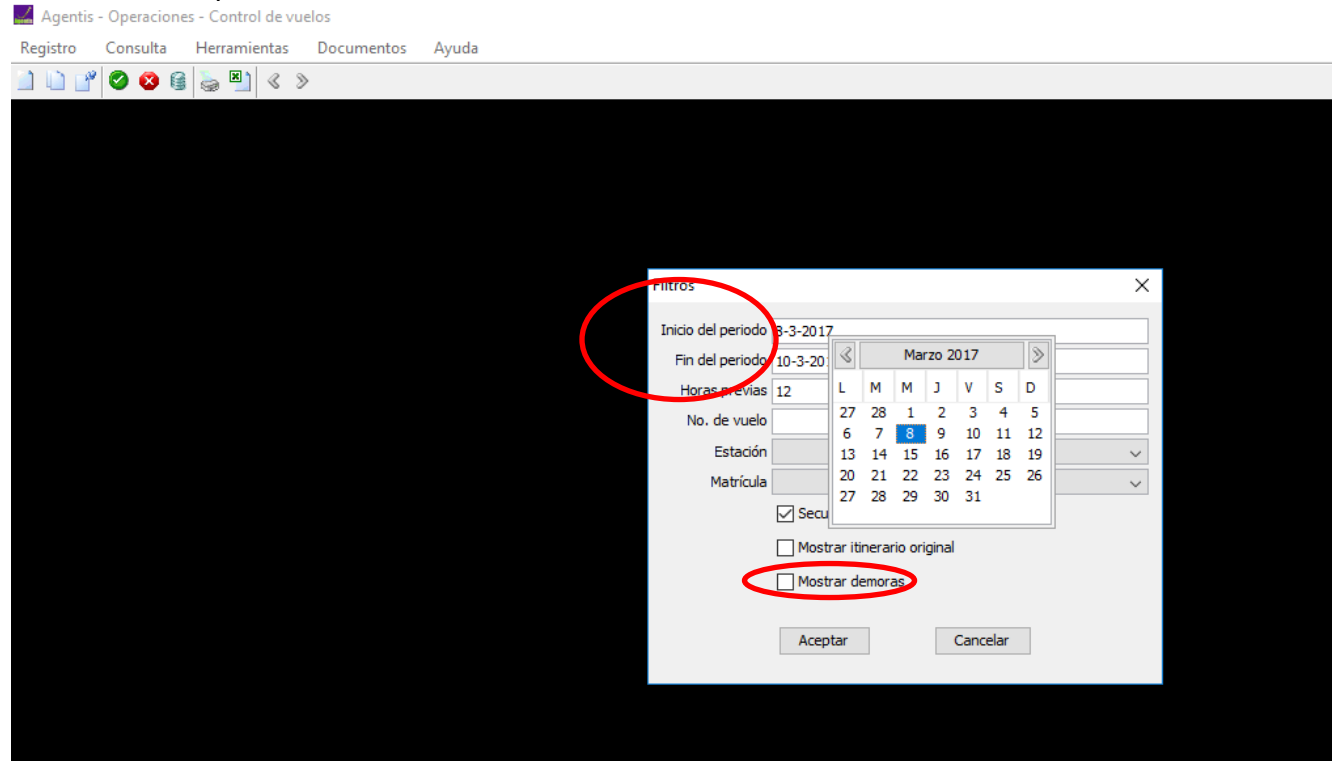 Agentis - Operaciones - Control de vuelos
Registro Consulta Herramientas Documentos Ayuda
Filtros
Inicio del periodo 8-3-2017
Fin del periodo 10-3-20
Marzo 2017
Horas previas 12
L M M J V S D
No. de vuelo
27 28 1 2 3 4 5
6 7 8 9 10 11 12
Estación
13 14 15 16 17 18 19
Matrícula
20 21 22 23 24 25 26
27 28 29 30 31
Secu
Mostrar itinerario original
Mostrar demoras
Aceptar Cancelar